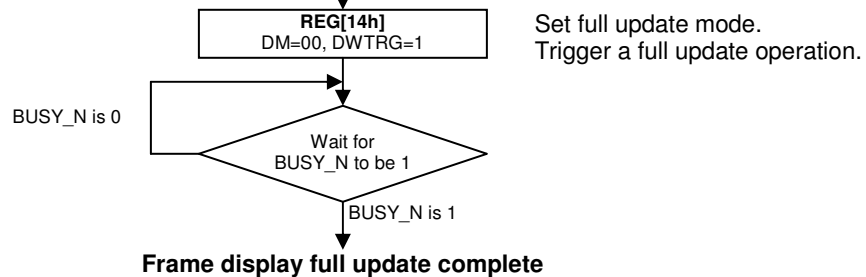 REG[14h]
DM=00, DWTRG=1
Set full update mode.
Trigger a full update operation.
BUSY_N is 0
Wait for
BUSY_N to be 1
BUSY_N is 1
Frame display full update complete